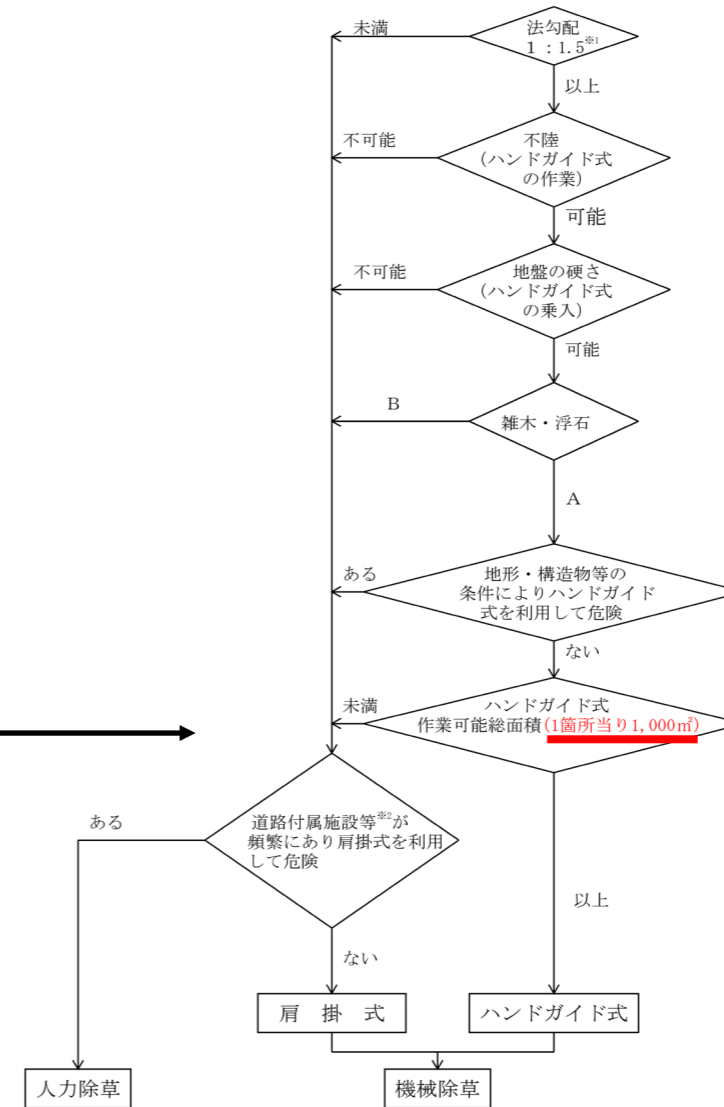 法勾配
1:1.5※1
未満
以上
不陸
(ハンドガイド式
の作業)
不可能
可能
地盤の硬さ
(ハンドガイド式
の乗入)
不可能
可能
雑木・浮石
B
A
地形・構造物等の
条件によりハンドガイド
式を利用して危険
ある
ない
ハンドガイド式
作業可能総面積(1箇所当り1,000㎡)
未満
以上
道路付属施設等※2が
頻繁にあり肩掛式を利用
して危険
ある
ない
肩 掛 式
ハンドガイド式
人力除草
機械除草